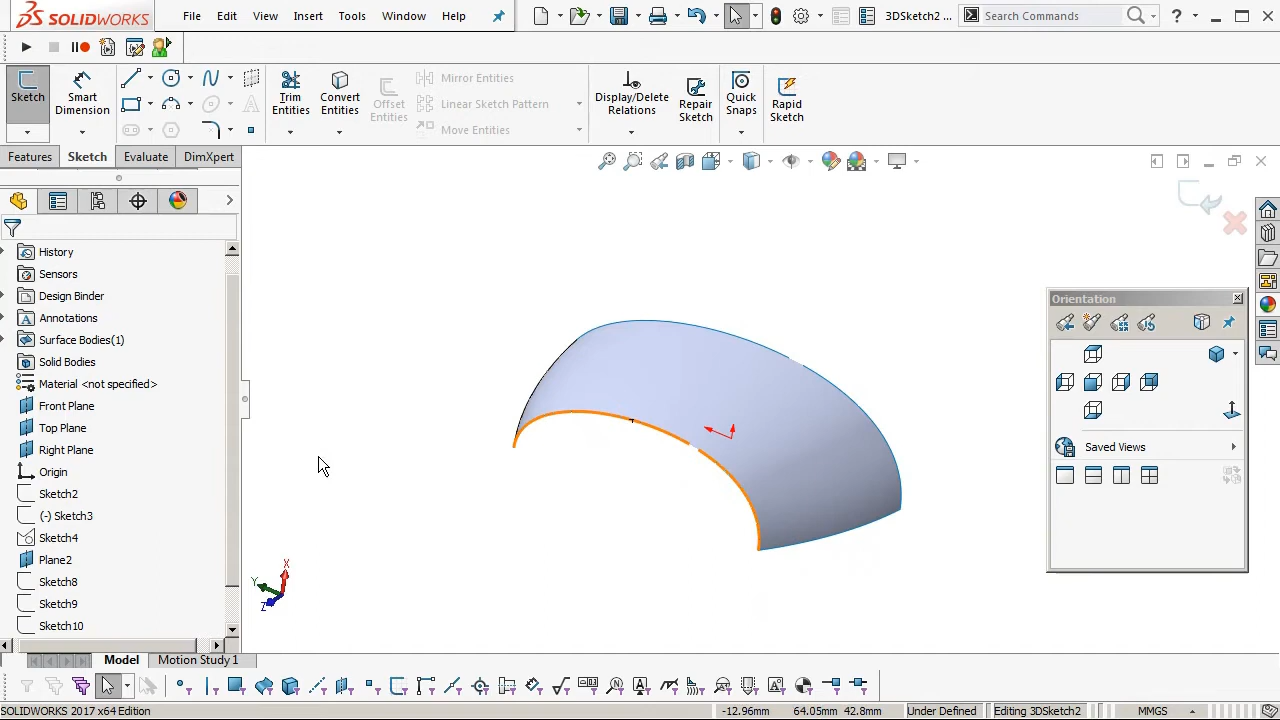 SOLIDWORKS File Edit View Insert Tools Window Help 3DSketch2 ... Search Commands ?
Sketch Smart Dimension Trim Entities Convert Entities Offset Entities Mirror Entities Linear Sketch Pattern Move Entities Display/Delete Relations Repair Sketch Quick Snaps Rapid Sketch
Features Sketch Evaluate DimXpert
History
Sensors
Design Binder
Annotations
Surface Bodies(1)
Solid Bodies
Material <not specified>
Front Plane
Top Plane
Right Plane
Origin
Sketch2
(-) Sketch3
Sketch4
Plane2
Sketch8
Sketch9
Sketch10
X
Y
Z
Orientation
Saved Views
Model Motion Study 1
SOLIDWORKS 2017 x64 Edition -12.96mm 64.05mm 42.8mm Under Defined Editing 3DSketch2 MMGS